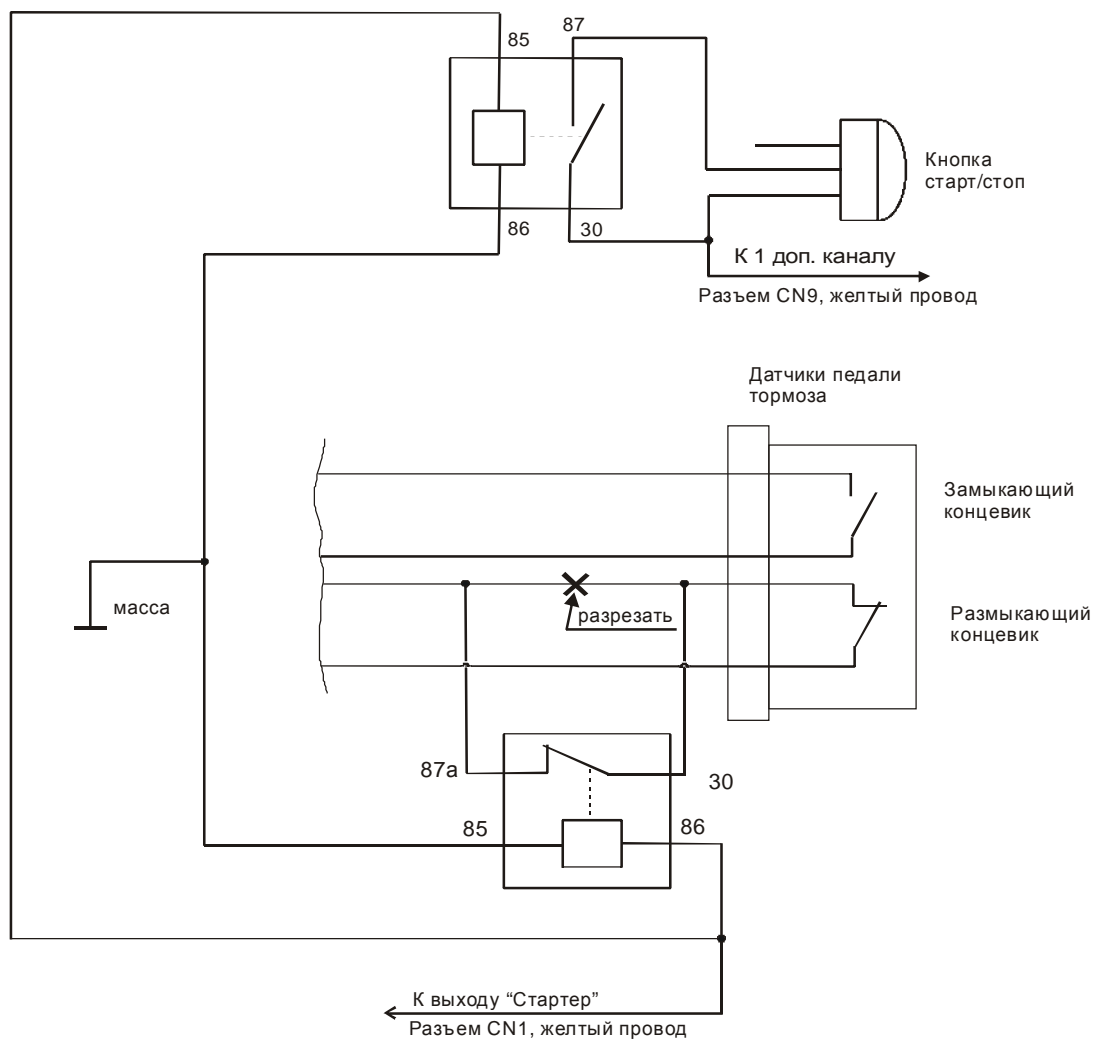 85
87
Кнопка
старт/стоп
86
30
К 1 доп. каналу
Разъем CN9, желтый провод
Датчики педали
тормоза
Замыкающий
концевик
масса
разрезать
Размыкающий
концевик
87а
30
85
86
К выходу “Стартер”
Разъем CN1, желтый провод